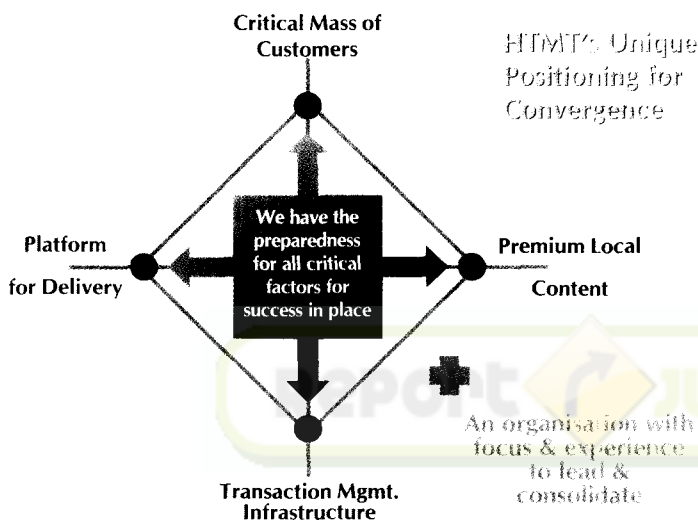 Critical Mass of
Customers
HTMT's Unique
Positioning for
Convergence
We have the
preparedness
for all critical
factors for
success in place
Platform
for Delivery
Premium Local
Content
REPORT JU
An organisation with
focus & experience
to lead &
consolidate
Transaction Mgmt.
Infrastructure